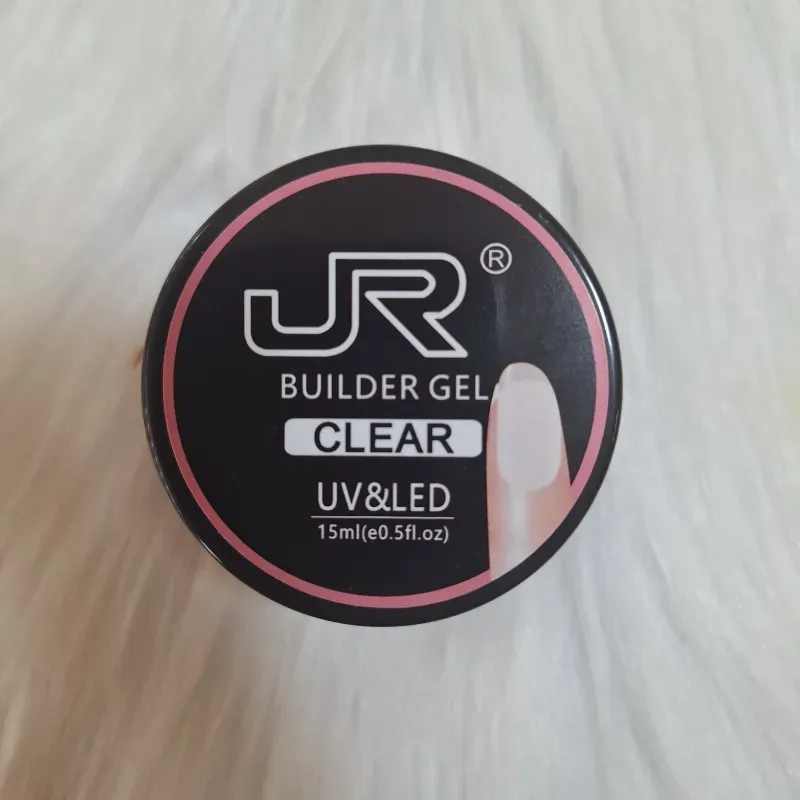 JR ®
BUILDER GEL
CLEAR
UV&LED
15ml(e0.5fl.oz)